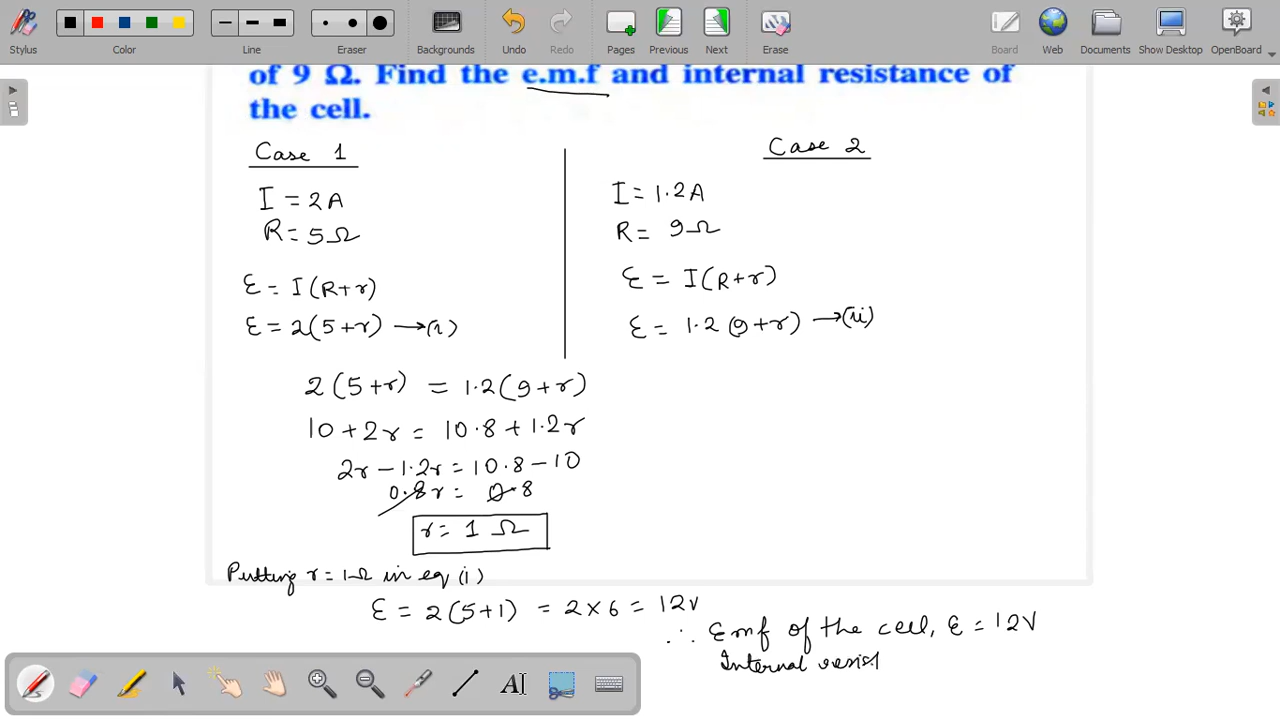 Stylus
Color
Line
Eraser
Backgrounds
Undo
Redo
Pages
Previous
Next
Erase
Board
Web
Documents
Show Desktop
OpenBoard
of 9 Ω. Find the e.m.f and internal resistance of
the cell.
Case 1
I = 2A
R = 5Ω
Ɛ = I(R+r)
Ɛ = 2(5+r) →(i)
Case 2
I = 1.2A
R = 9Ω
Ɛ = I(R+r)
Ɛ = 1.2(9+r) →(ii)
2(5+r) = 1.2(9+r)
10 + 2r = 10.8 + 1.2r
2r − 1.2r = 10.8 − 10
0.8r = 0.8
r = 1 Ω
Putting r = 1Ω in eq (i)
Ɛ = 2(5+1) = 2×6 = 12V
∴ Emf of the cell, Ɛ = 12V
Internal resist